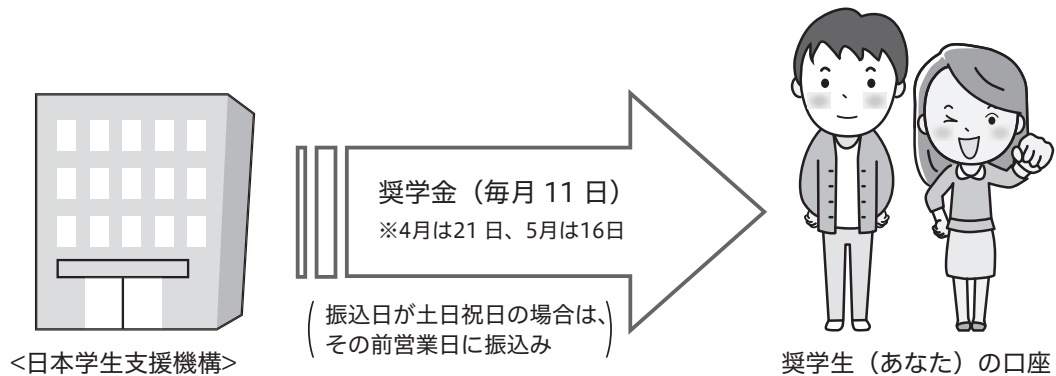 奨学金（毎月 11 日）
※4月は21 日、5月は16日
振込日が土日祝日の場合は、
その前営業日に振込み
<日本学生支援機構>
奨学生（あなた）の口座